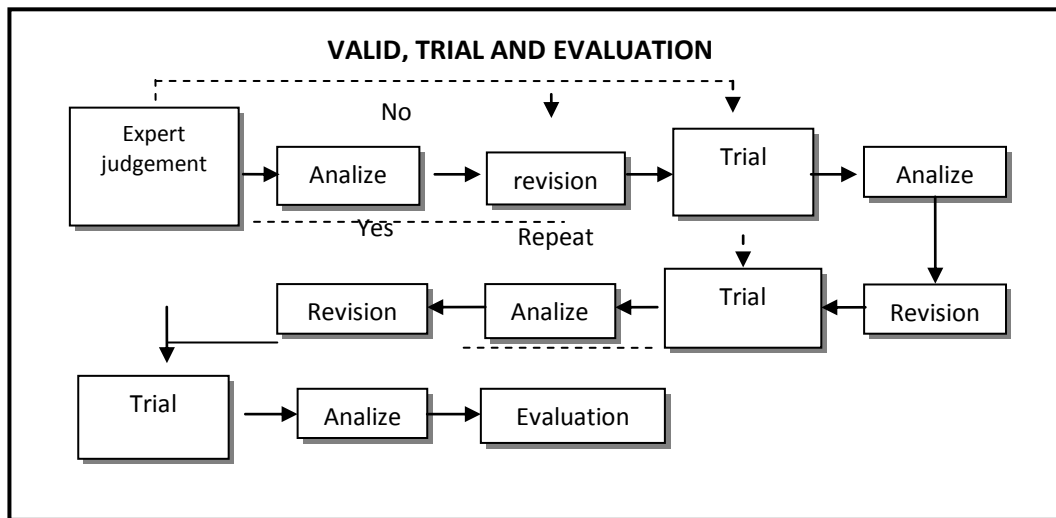 VALID, TRIAL AND EVALUATION
No
Expert
judgement
Analize
revision
Trial
Analize
Yes
Repeat
Revision
Analize
Trial
Revision
Trial
Analize
Evaluation